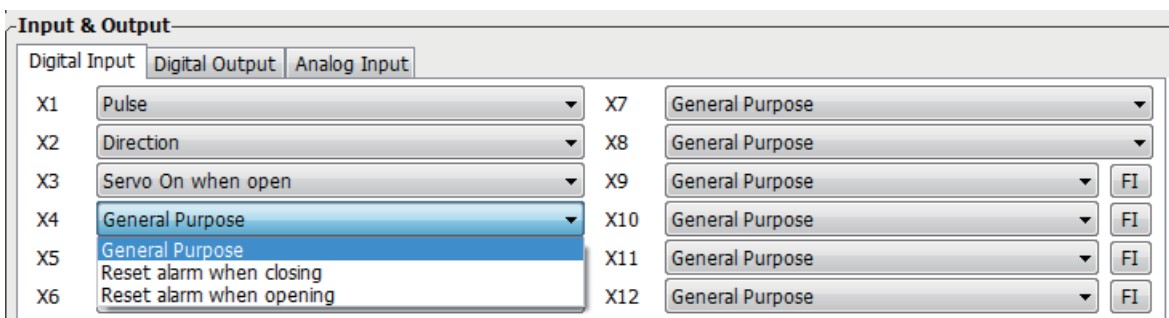 Input & Output
Digital Input Digital Output Analog Input
X1 Pulse X7 General Purpose
X2 Direction X8 General Purpose
X3 Servo On when open X9 General Purpose FI
X4 General Purpose X10 General Purpose FI
General Purpose
X5 X11 General Purpose FI
Reset alarm when closing
X6 Reset alarm when opening X12 General Purpose FI